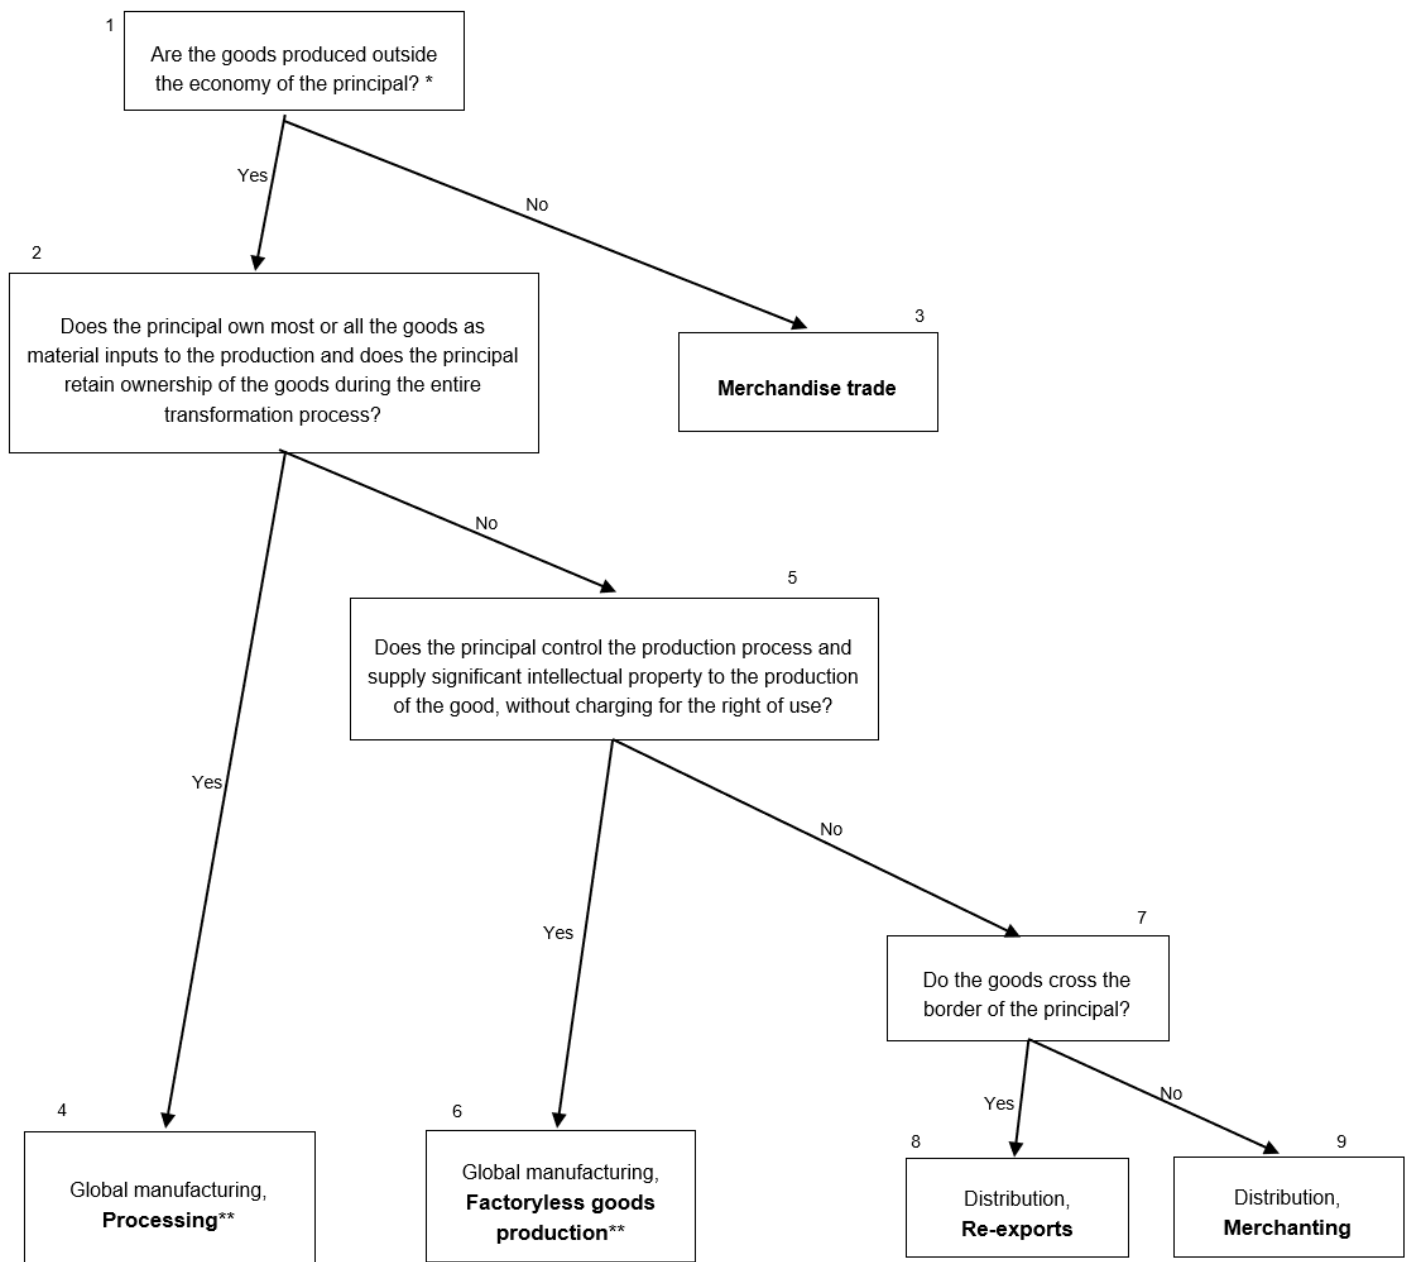 1
Are the goods produced outside
the economy of the principal? *
Yes
No
2
Does the principal own most or all the goods as
material inputs to the production and does the principal
retain ownership of the goods during the entire
transformation process?
3
Merchandise trade
No
Yes
5
Does the principal control the production process and
supply significant intellectual property to the production
of the good, without charging for the right of use?
Yes
No
7
Do the goods cross the
border of the principal?
Yes
No
4
Global manufacturing,
Processing**
6
Global manufacturing,
Factoryless goods
production**
8
Distribution,
Re-exports
9
Distribution,
Merchanting